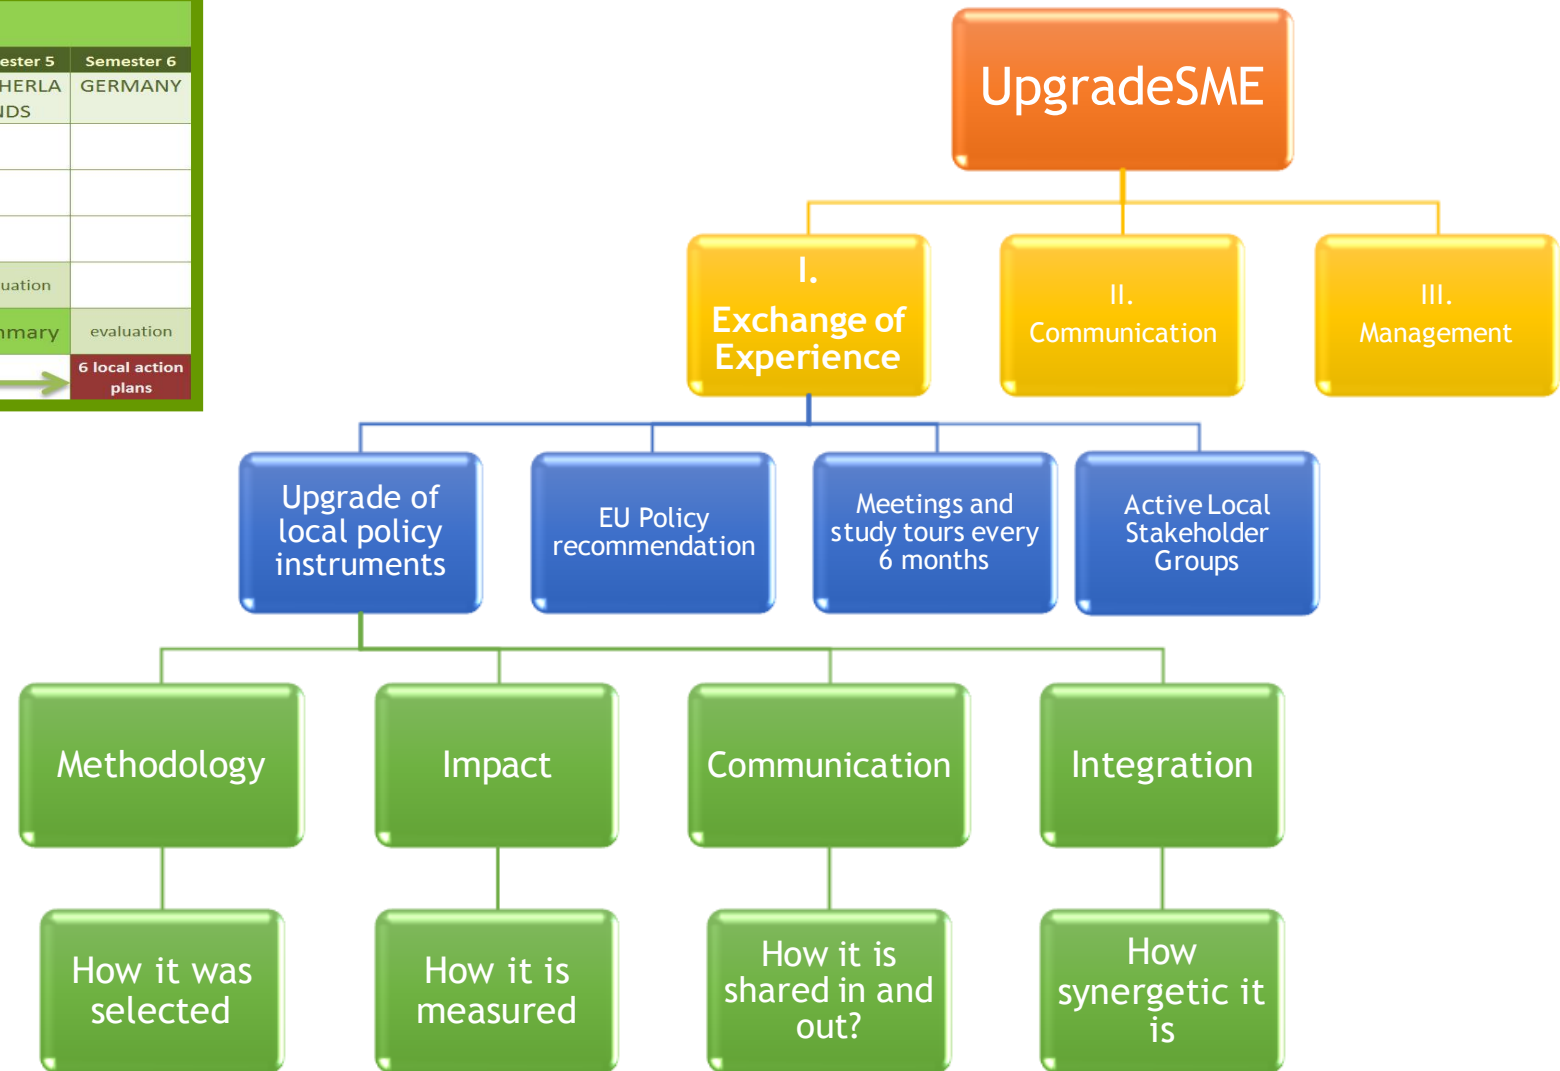 ester 5 Semester 6
HERLA GERMANY
NDS
uation
mmary evaluation
6 local action
plans
UpgradeSME
I.
Exchange of
Experience
II.
Communication
III.
Management
Upgrade of
local policy
instruments
EU Policy
recommendation
Meetings and
study tours every
6 months
Active Local
Stakeholder
Groups
Methodology
Impact
Communication
Integration
How it was
selected
How it is
measured
How it is
shared in and
out?
How
synergetic it
is